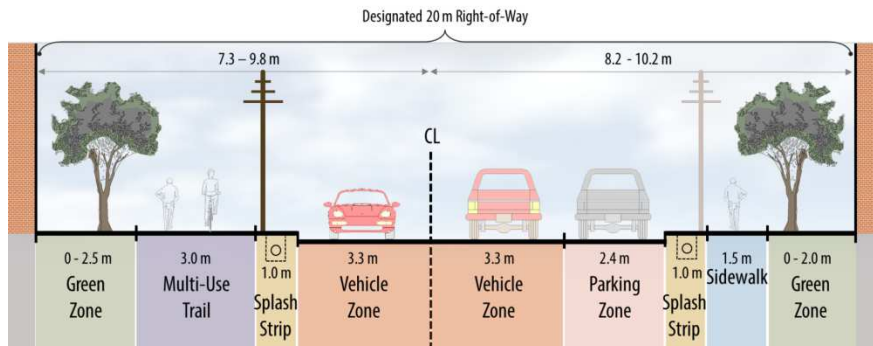 Designated 20 m Right-of-Way
7.3 – 9.8 m
8.2 - 10.2 m
CL
0 - 2.5 m
Green
Zone
3.0 m
Multi-Use
Trail
1.0 m
Splash
Strip
3.3 m
Vehicle
Zone
3.3 m
Vehicle
Zone
2.4 m
Parking
Zone
1.0 m
Splash
Strip
1.5 m
Sidewalk
0 - 2.0 m
Green
Zone